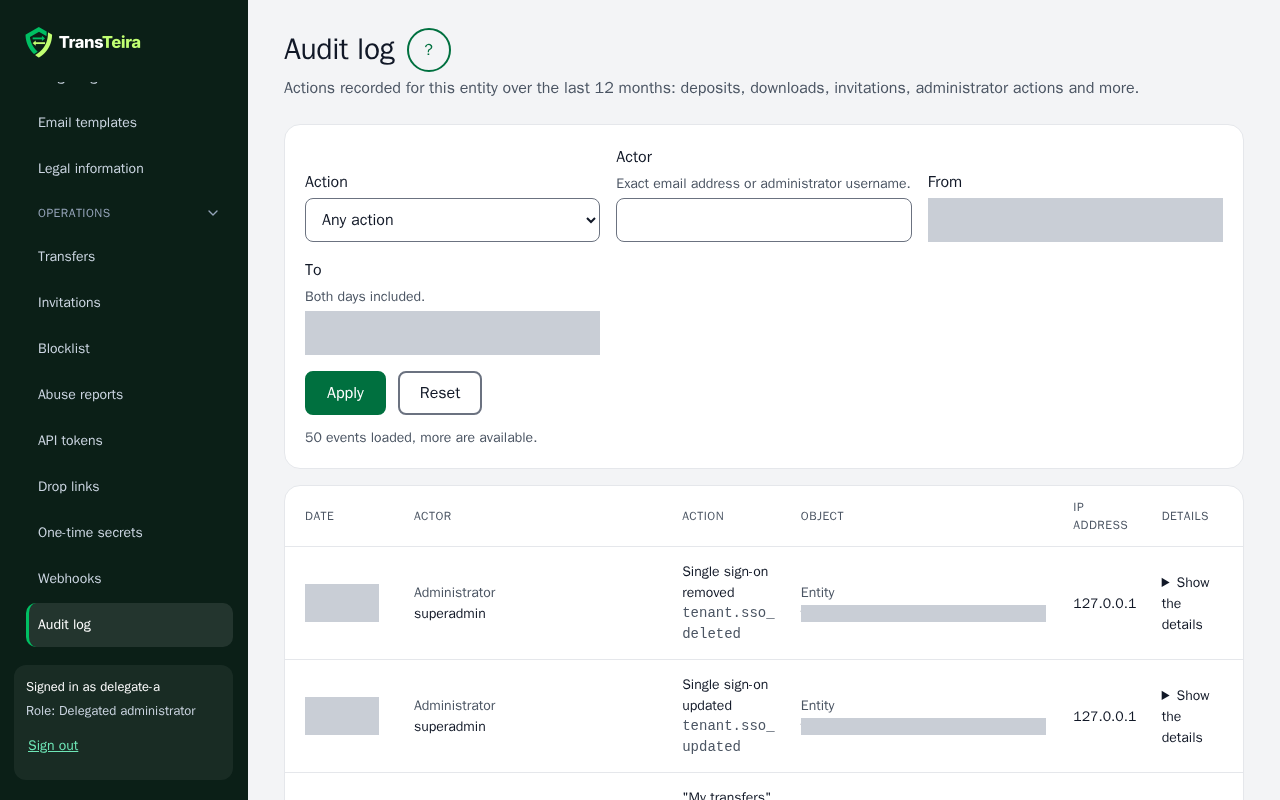 TransTeira
Email templates
Legal information
OPERATIONS
Transfers
Invitations
Blocklist
Abuse reports
API tokens
Drop links
One-time secrets
Webhooks
Audit log
Signed in as delegate-a
Role: Delegated administrator
Sign out
Audit log ?
Actions recorded for this entity over the last 12 months: deposits, downloads, invitations, administrator actions and more.
Action
Any action
Actor
Exact email address or administrator username.
From
To
Both days included.
Apply Reset
50 events loaded, more are available.
DATE ACTOR ACTION OBJECT IP ADDRESS DETAILS
Administrator
superadmin
Single sign-on
removed
tenant.sso_
deleted
Entity
127.0.0.1
Show
the
details
Administrator
superadmin
Single sign-on
updated
tenant.sso_
updated
Entity
127.0.0.1
Show
the
details
"My transfers"